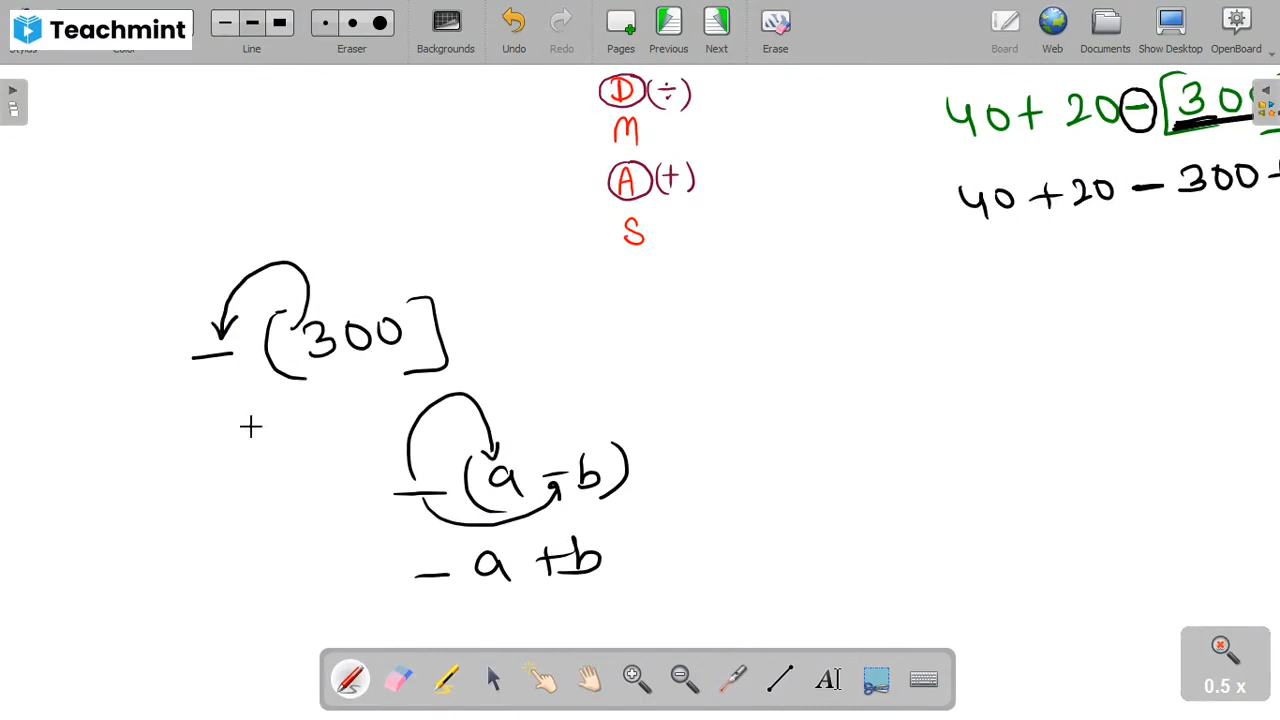 Teachmint
Line
Eraser
Backgrounds
Undo
Redo
Pages
Previous
Next
Erase
Board
Web
Documents
Show Desktop
OpenBoard
D (÷)
M
A (+)
S
40 + 20 - [300
40 + 20 - 300 +
- (300]
+
- (a - b)
- a + b
0.5 x